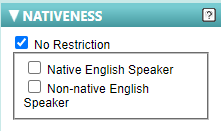 ▼ NATIVENESS ?
No Restriction
Native English Speaker
Non-native English
Speaker